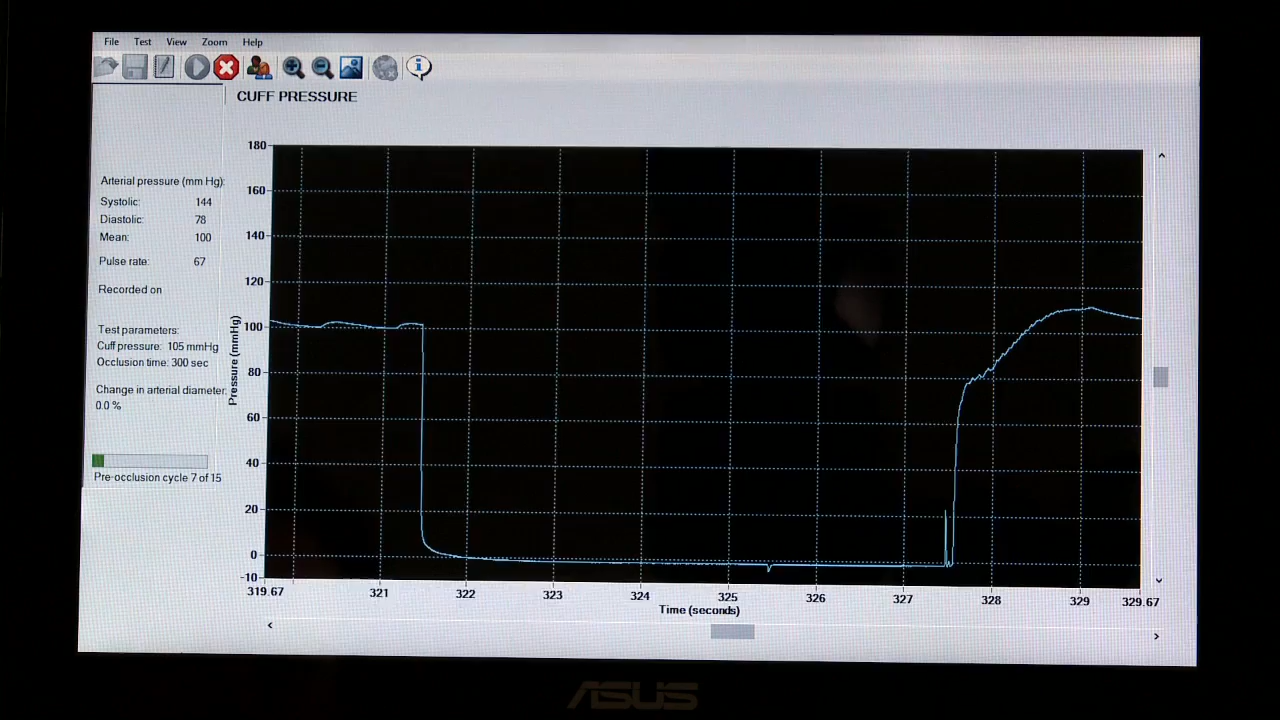 File Test View Zoom Help
CUFF PRESSURE
Arterial pressure (mm Hg):
Systolic: 144
Diastolic: 78
Mean: 100
Pulse rate: 67
Recorded on
Test parameters:
Cuff pressure: 105 mmHg
Occlusion time: 300 sec
Change in arterial diameter:
0.0 %
Pre-occlusion cycle 7 of 15
Pressure (mmHg)
180
160
140
120
100
80
60
40
20
0
-10
319.67 321 322 323 324 325 326 327 328 329 329.67
Time (seconds)
ASUS